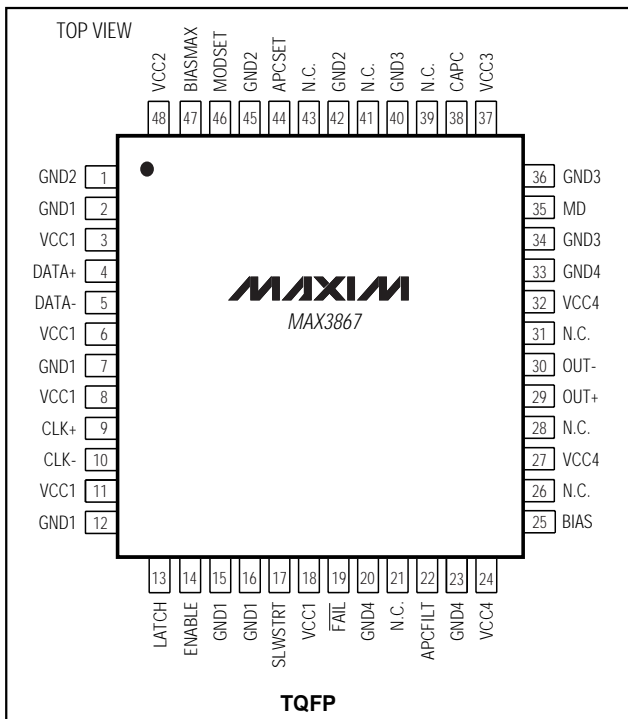 TOP VIEW
VCC2
BIASMAX
MODSET
GND2
APCSET
N.C.
GND2
N.C.
GND3
N.C.
CAPC
VCC3
48 47 46 45 44 43 42 41 40 39 38 37
GND2 1
GND1 2
VCC1 3
DATA+ 4
DATA- 5
VCC1 6
GND1 7
VCC1 8
CLK+ 9
CLK- 10
VCC1 11
GND1 12
MAXIM
MAX3867
36 GND3
35 MD
34 GND3
33 GND4
32 VCC4
31 N.C.
30 OUT-
29 OUT+
28 N.C.
27 VCC4
26 N.C.
25 BIAS
13 14 15 16 17 18 19 20 21 22 23 24
LATCH
ENABLE
GND1
GND1
SLWSTRT
VCC1
FAIL
GND4
N.C.
APCFILT
GND4
VCC4
TQFP